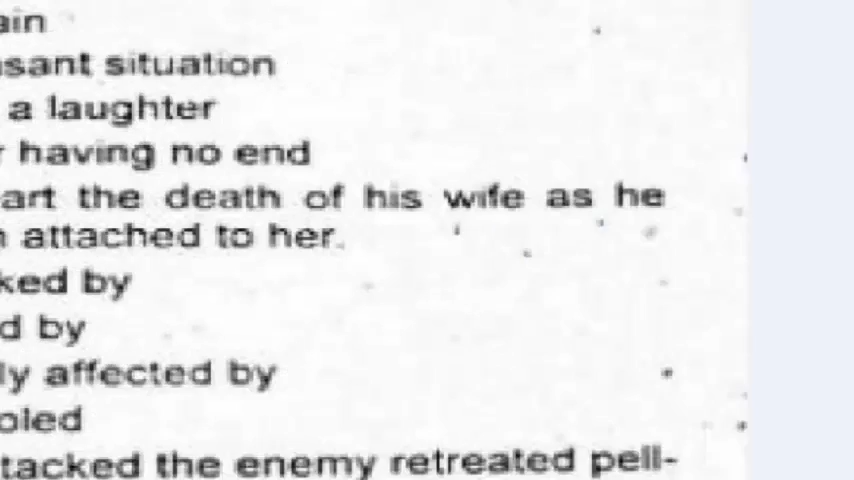 ain
sant situation
a laughter
r having no end
art the death of his wife as he
attached to her.
ked by
d by
ly affected by
oled
tacked the enemy retreated pell-